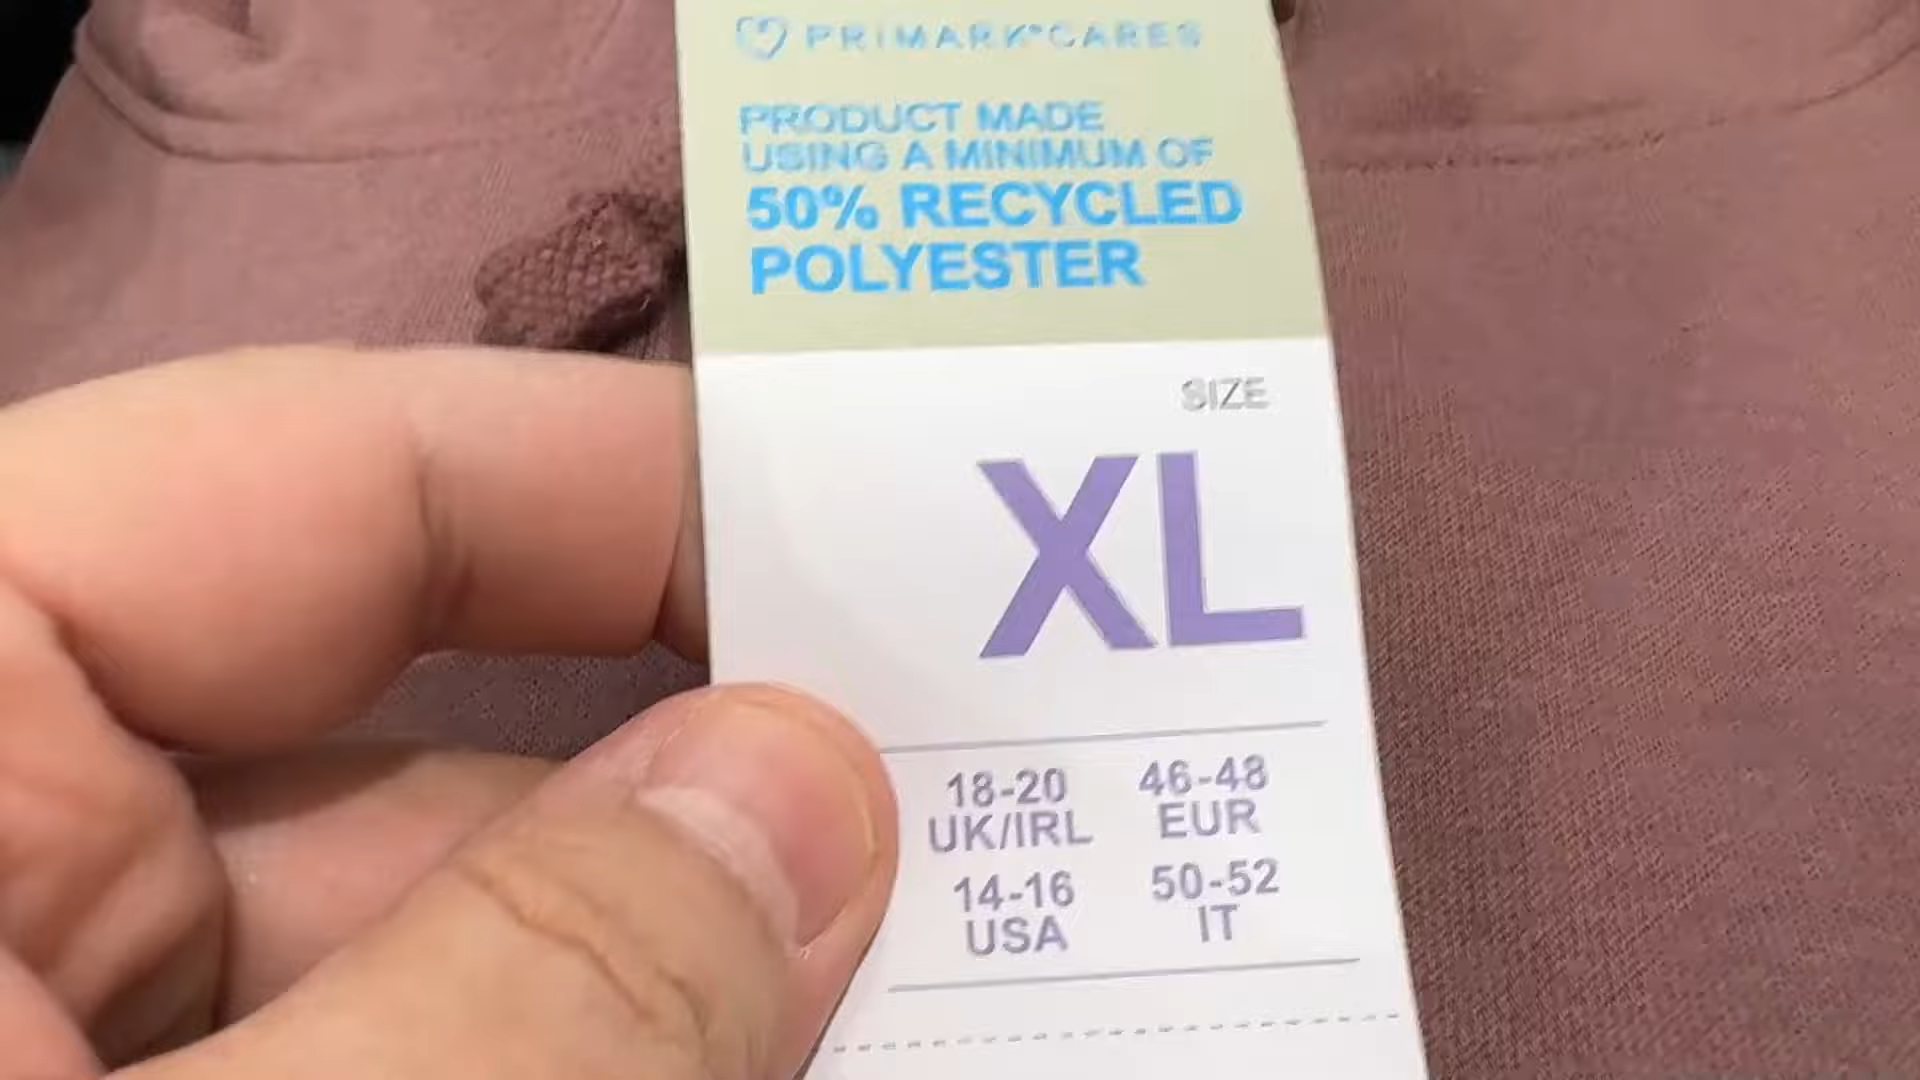 PRIMARK®CARES
PRODUCT MADE
USING A MINIMUM OF
50% RECYCLED
POLYESTER
SIZE
XL
18-20 46-48
UK/IRL EUR
14-16 50-52
USA IT